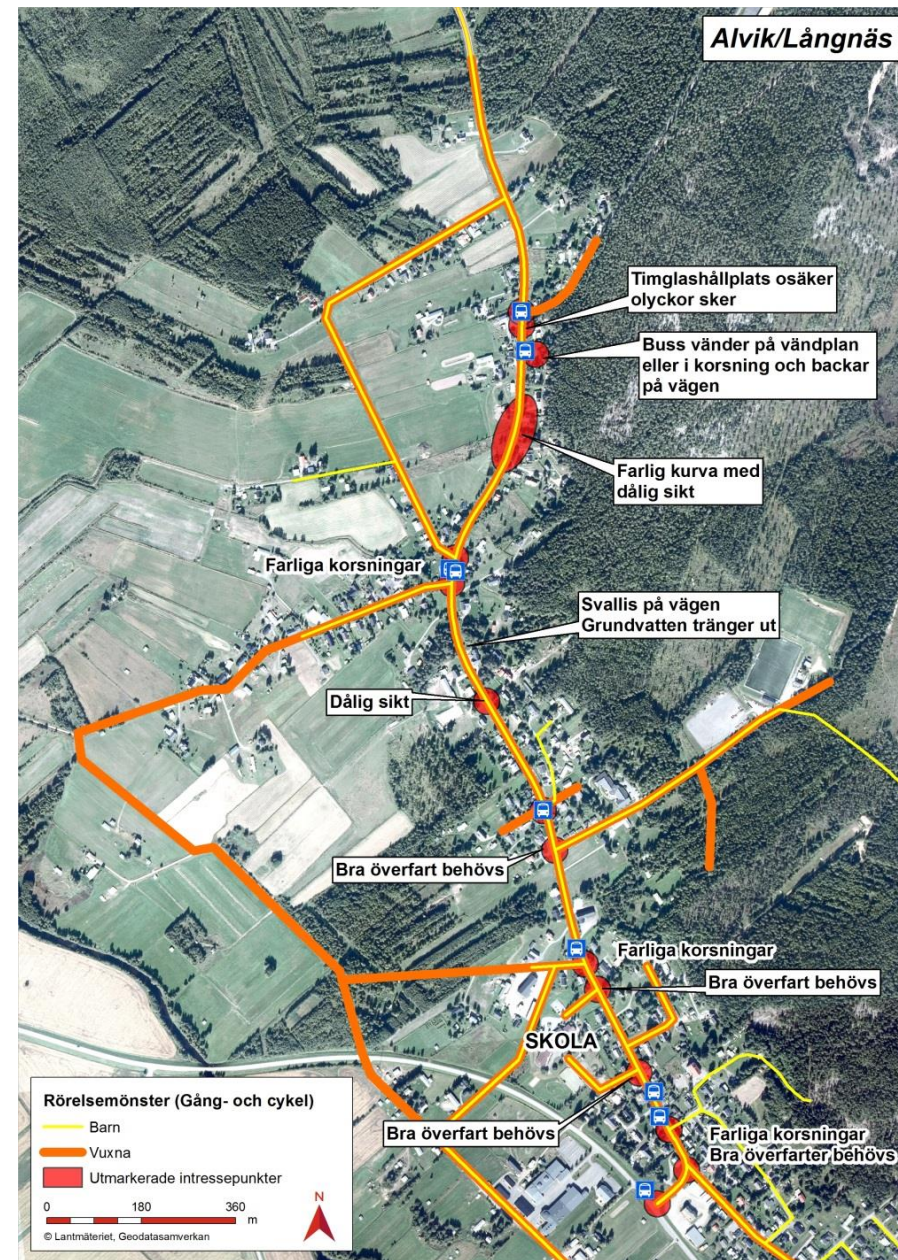 Alvik/Långnäs
Timglashållplats osäker
olyckor sker
Buss vänder på vändplan
eller i korsning och backar
på vägen
Farlig kurva med
dålig sikt
Farliga korsningar
Svallis på vägen
Grundvatten tränger ut
Dålig sikt
Bra överfart behövs
Farliga korsningar
Bra överfart behövs
SKOLA
Bra överfart behövs
Farliga korsningar
Bra överfarter behövs
Rörelsemönster (Gång- och cykel)
Barn
Vuxna
Utmarkerade intressepunkter
0 180 360
m
N
© Lantmäteriet, Geodatasamverkan